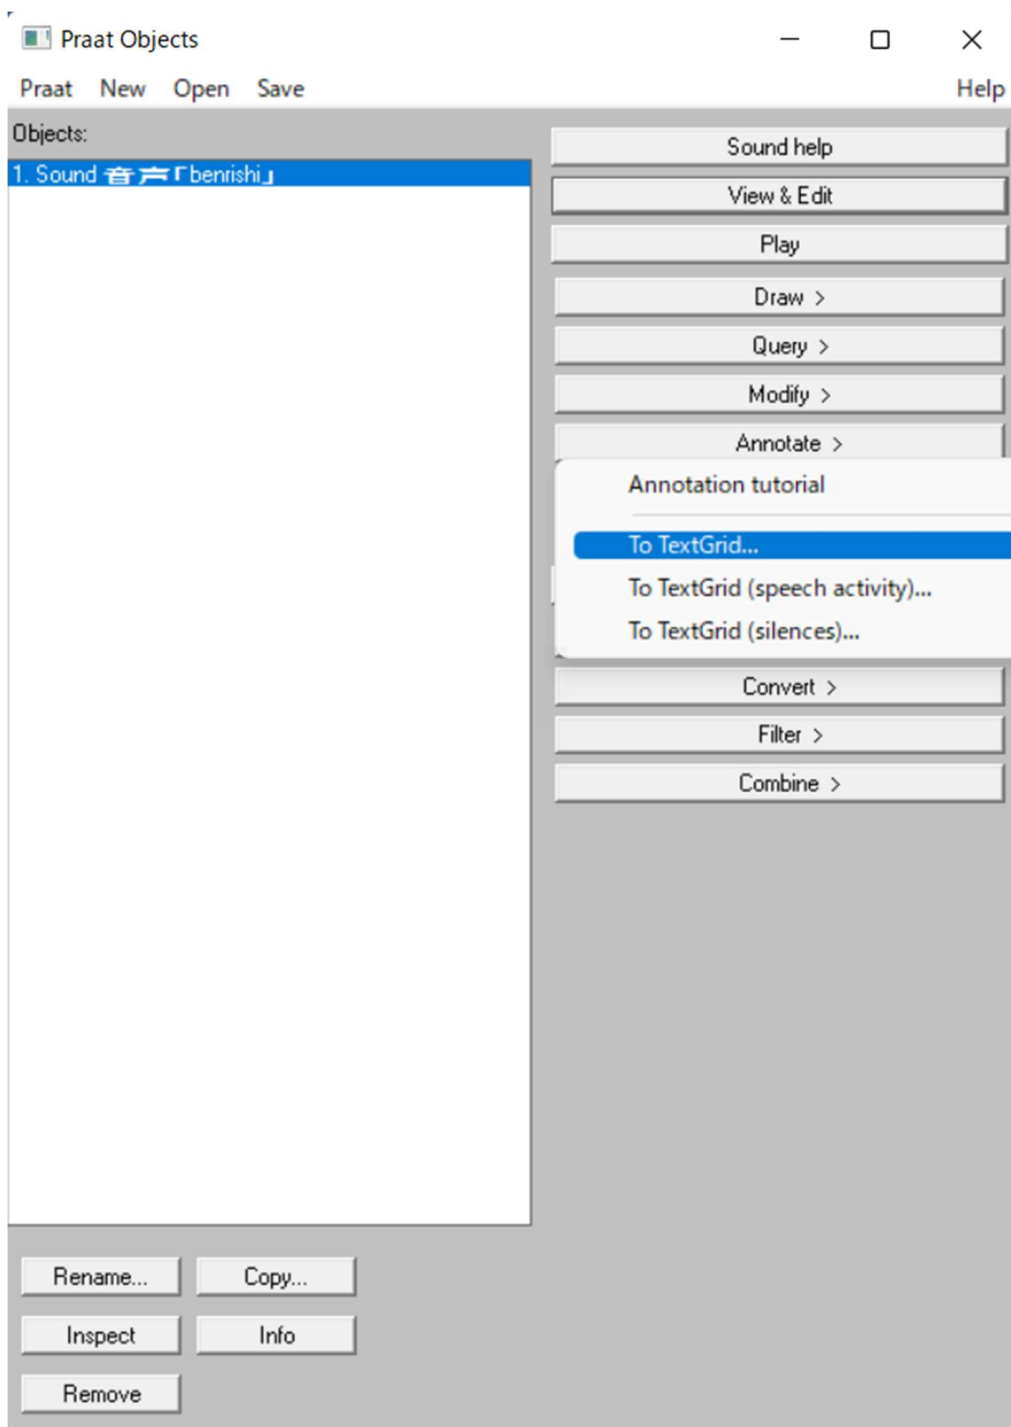 Praat Objects
Praat New Open Save Help
Objects:
1. Sound 音声「benrishi」
Sound help
View & Edit
Play
Draw >
Query >
Modify >
Annotate >
Annotation tutorial
To TextGrid...
To TextGrid (speech activity)...
To TextGrid (silences)...
Convert >
Filter >
Combine >
Rename... Copy...
Inspect Info
Remove